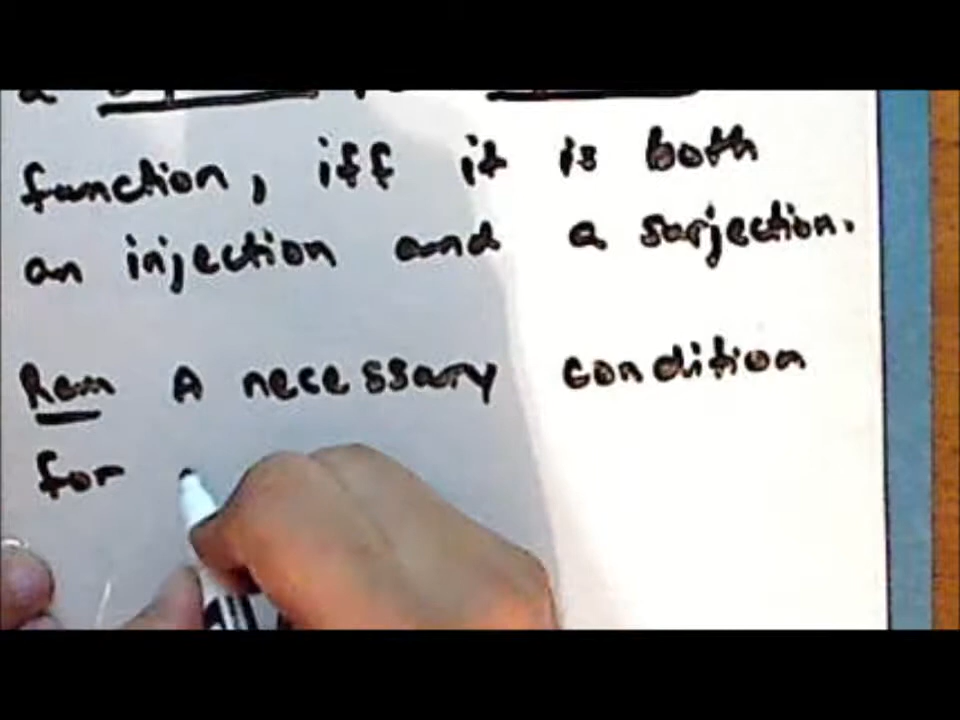 function, iff it is both
an injection and a surjection.
Rem A necessary condition
for